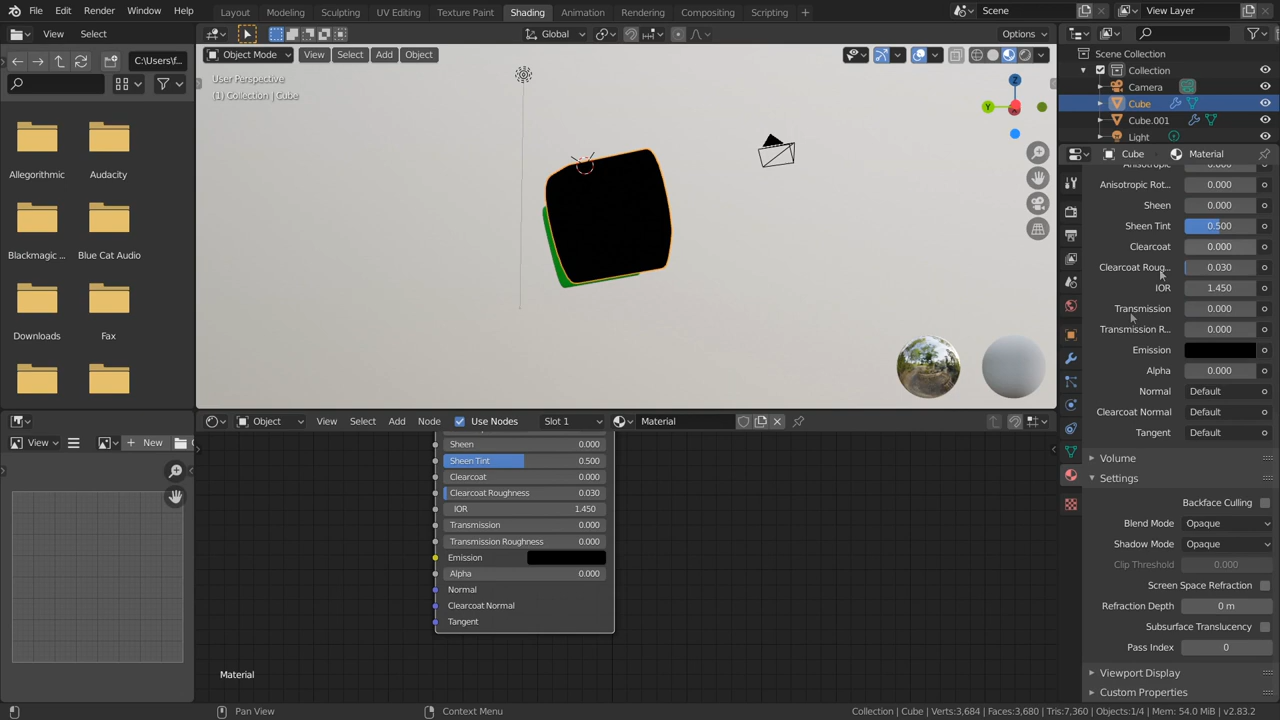 File Edit Render Window Help Layout Modeling Sculpting UV Editing Texture Paint Shading Animation Rendering Compositing Scripting + Scene View Layer
View Select Global Options
C:\Users\f...
Object Mode View Select Add Object
User Perspective
(1) Collection | Cube
Z
Y
Allegorithmic Audacity
Blackmagic ... Blue Cat Audio
Downloads Fax
Scene Collection
Collection
Camera
Cube
Cube.001
Light
Cube > Material
Anisotropic 0.000
Anisotropic Rot... 0.000
Sheen 0.000
Sheen Tint 0.500
Clearcoat 0.000
Clearcoat Roug... 0.030
IOR 1.450
Transmission 0.000
Transmission R... 0.000
Emission
Alpha 0.000
Normal Default
Clearcoat Normal Default
Tangent Default
Volume
Settings
Backface Culling
Blend Mode Opaque
Shadow Mode Opaque
Clip Threshold 0.000
Screen Space Refraction
Refraction Depth 0 m
Subsurface Translucency
Pass Index 0
Viewport Display
Custom Properties
View + New
Object View Select Add Node Use Nodes Slot 1 Material
Sheen 0.000
Sheen Tint 0.500
Clearcoat 0.000
Clearcoat Roughness 0.030
IOR 1.450
Transmission 0.000
Transmission Roughness 0.000
Emission
Alpha 0.000
Normal
Clearcoat Normal
Tangent
Material
Pan View Context Menu Collection | Cube | Verts:3,684 | Faces:3,680 | Tris:7,360 | Objects:1/4 | Mem: 54.0 MiB | v2.83.2